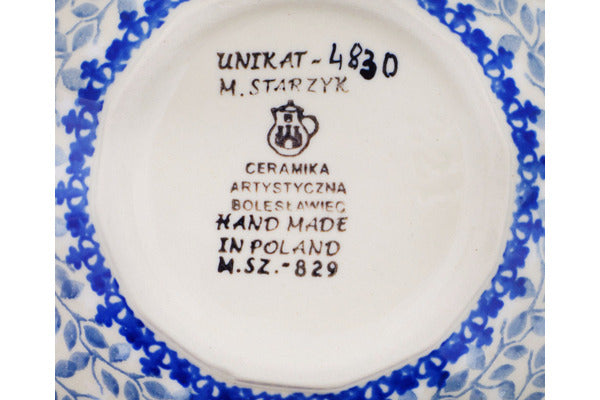 UNIKAT-4830
M. STARZYK
CERAMIKA
ARTYSTYCZNA
BOLESŁAWIEC
HAND MADE
IN POLAND
M.SZ.-829